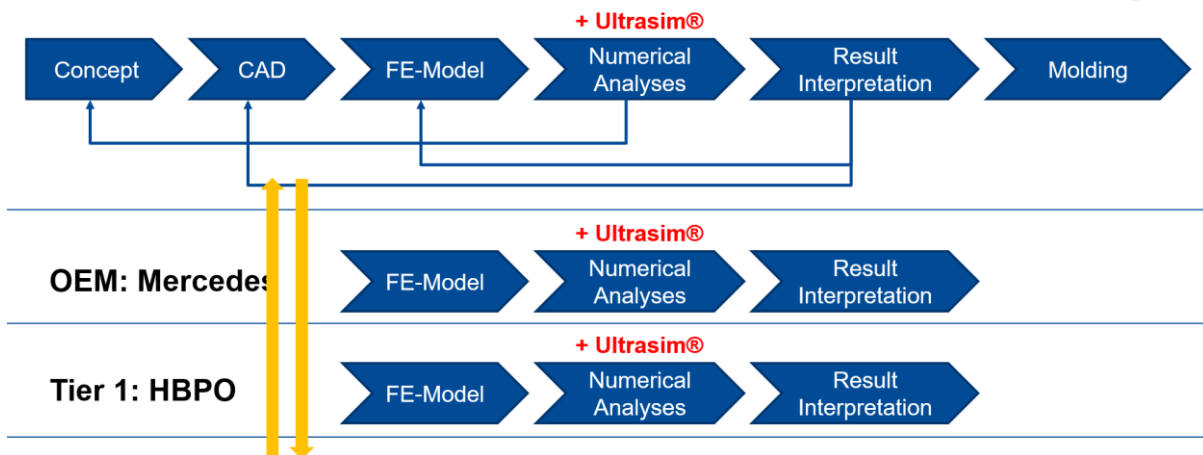 + Ultrasim®
Concept
CAD
FE-Model
Numerical
Analyses
Result
Interpretation
Molding
+ Ultrasim®
OEM: Mercedes
FE-Model
Numerical
Analyses
Result
Interpretation
+ Ultrasim®
Tier 1: HBPO
FE-Model
Numerical
Analyses
Result
Interpretation